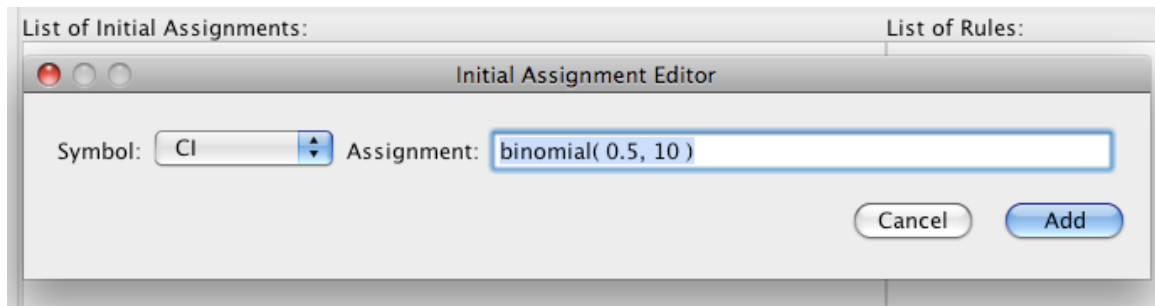 List of Initial Assignments: List of Rules:
Initial Assignment Editor
Symbol: CI Assignment: binomial( 0.5, 10 )
Cancel Add